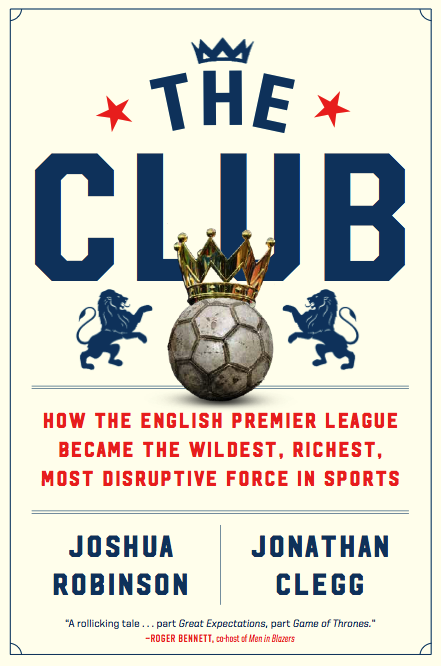 THE
CLUB
HOW THE ENGLISH PREMIER LEAGUE
BECAME THE WILDEST, RICHEST,
MOST DISRUPTIVE FORCE IN SPORTS
JOSHUA
ROBINSON
JONATHAN
CLEGG
"A rollicking tale . . . part Great Expectations, part Game of Thrones."
–ROGER BENNETT, co-host of Men in Blazers